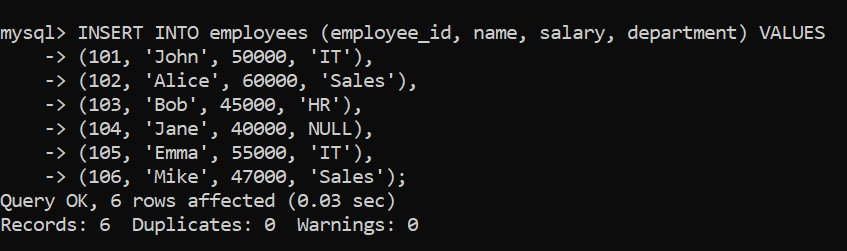 mysql> INSERT INTO employees (employee_id, name, salary, department) VALUES
    -> (101, 'John', 50000, 'IT'),
    -> (102, 'Alice', 60000, 'Sales'),
    -> (103, 'Bob', 45000, 'HR'),
    -> (104, 'Jane', 40000, NULL),
    -> (105, 'Emma', 55000, 'IT'),
    -> (106, 'Mike', 47000, 'Sales');
Query OK, 6 rows affected (0.03 sec)
Records: 6  Duplicates: 0  Warnings: 0